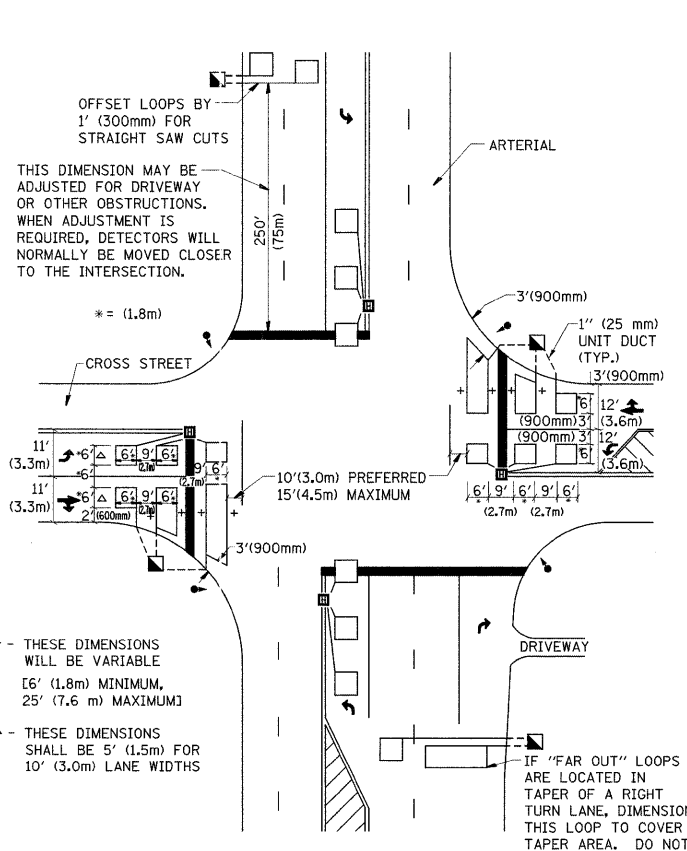 OFFSET LOOPS BY
1' (300mm) FOR
STRAIGHT SAW CUTS
ARTERIAL
THIS DIMENSION MAY BE
ADJUSTED FOR DRIVEWAY
OR OTHER OBSTRUCTIONS.
WHEN ADJUSTMENT IS
REQUIRED, DETECTORS WILL
NORMALLY BE MOVED CLOSER
TO THE INTERSECTION.
250'
(75m)
*= (1.8m)
3'(900mm)
1" (25 mm)
UNIT DUCT
(TYP.)
CROSS STREET
3'(900mm)
6'
12'
(3.6m)
(900mm) 3'
(900mm) 3'
12'
6'
(3.6m)
11'
(3.3m)
*6'
6' 9' 6'
(2.7m)
9' 6'
(2.7m)
*6'
11'
(3.3m)
*6'
6' 9' 6'
(2.7m)
2' (600mm)
10'(3.0m) PREFERRED
15'(4.5m) MAXIMUM
6' 9' 6' 9' 6'
(2.7m) (2.7m)
3'(900mm)
- THESE DIMENSIONS
WILL BE VARIABLE
[6' (1.8m) MINIMUM,
25' (7.6 m) MAXIMUM]
DRIVEWAY
- THESE DIMENSIONS
SHALL BE 5' (1.5m) FOR
10' (3.0m) LANE WIDTHS
IF "FAR OUT" LOOPS
ARE LOCATED IN
TAPER OF A RIGHT
TURN LANE, DIMENSION
THIS LOOP TO COVER
TAPER AREA. DO NOT